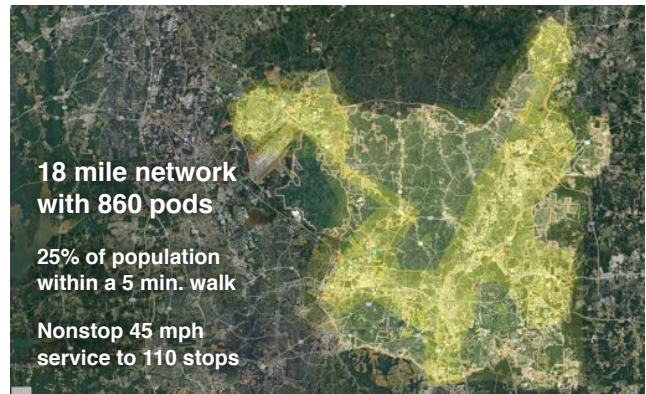 18 mile network
with 860 pods
25% of population
within a 5 min. walk
Nonstop 45 mph
service to 110 stops